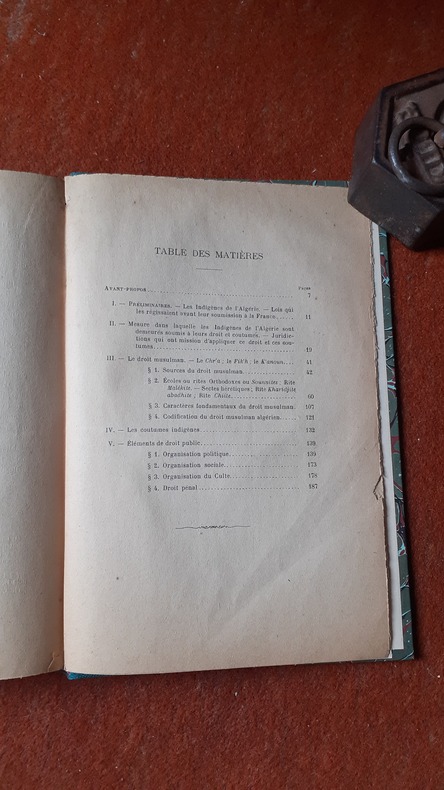 TABLE DES MATIÈRES
Pages
AVANT-PROPOS 7
I. — PRÉLIMINAIRES. — Les Indigènes de l'Algérie. — Lois qui
les régissaient avant leur soumission à la France 11
II. — Mesure dans laquelle les Indigènes de l'Algérie sont
demeurés soumis à leurs droit et coutumes. — Juridic-
tions qui ont mission d'appliquer ce droit et ces cou-
tumes 19
III. — Le droit musulman. — Le Che'a; le Fik'h; le K'anoun 41
§ 1. Sources du droit musulman 42
§ 2. Écoles ou rites Orthodoxes ou Sounnites; Rite
Malékite. — Sectes hérétiques; Rite Kharidjite
abadhite; Rite Chiite 60
§ 3. Caractères fondamentaux du droit musulman 107
§ 4. Codification du droit musulman algérien 121
IV. — Les coutumes indigènes 132
V. — Éléments de droit public 139
§ 1. Organisation politique 139
§ 2. Organisation sociale 173
§ 3. Organisation du Culte 178
§ 4. Droit pénal 187